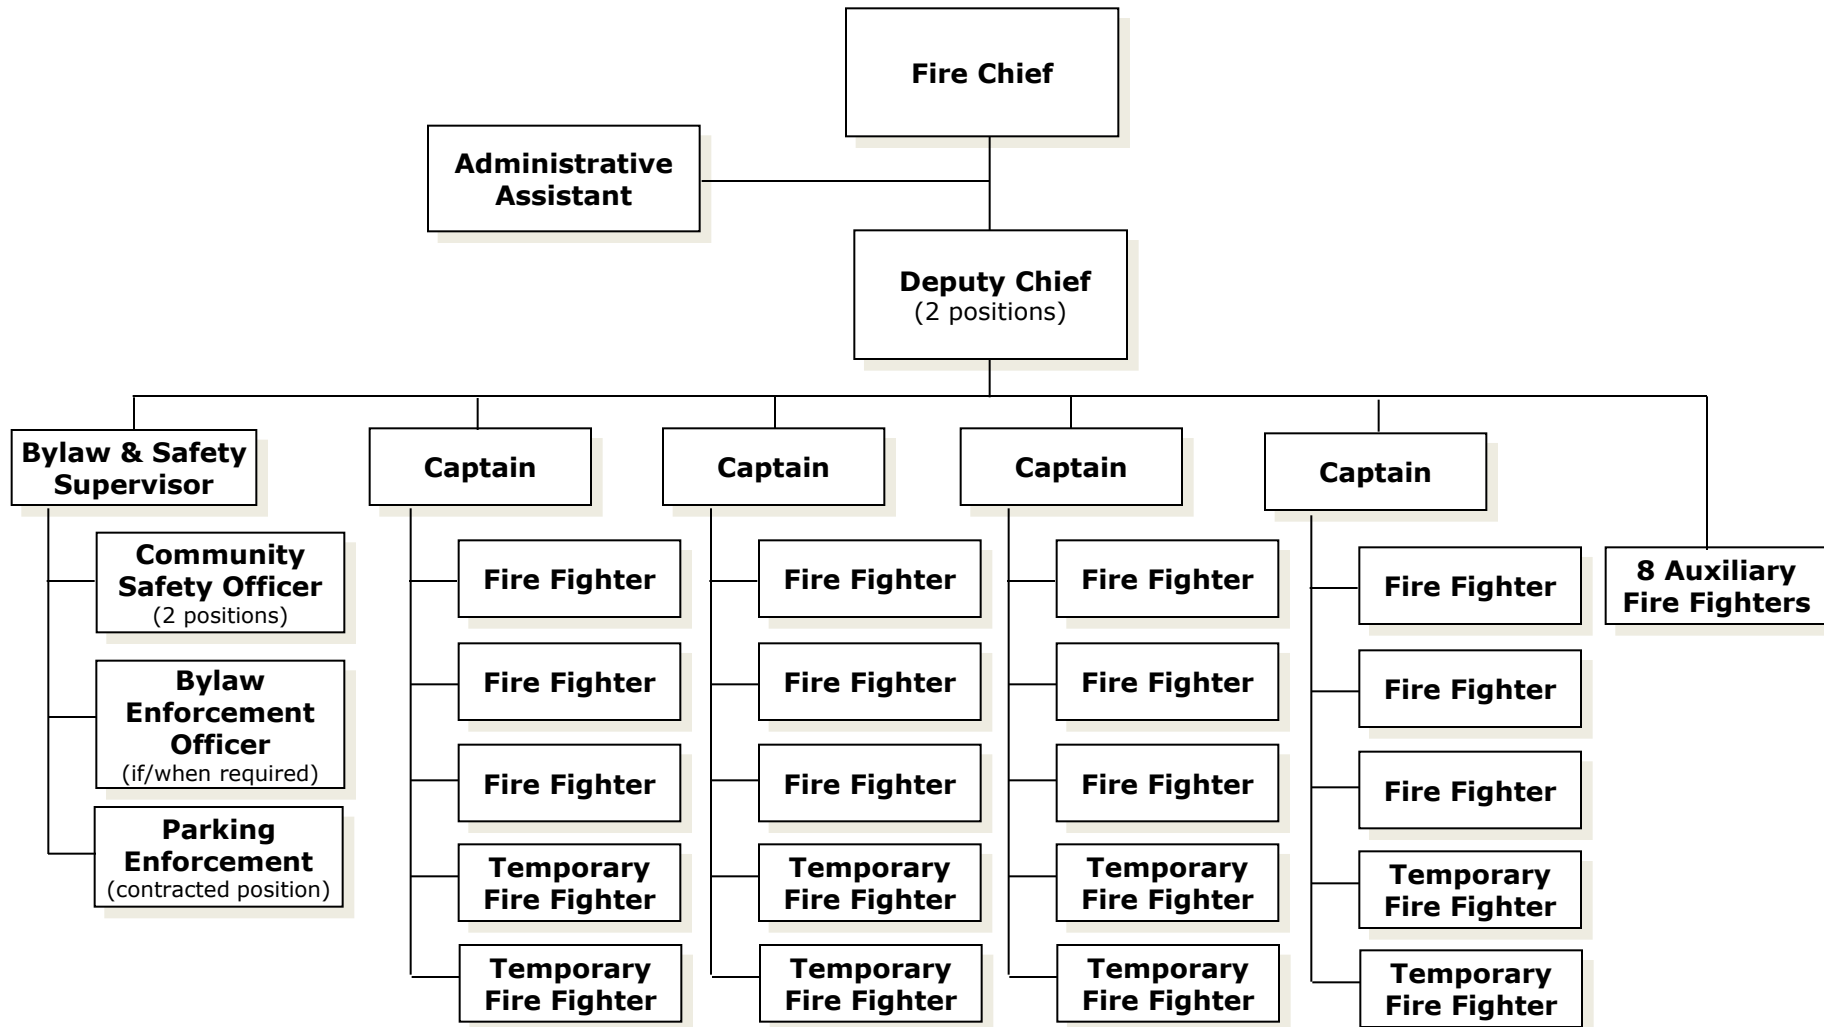 Fire Chief
Administrative
Assistant
Deputy Chief
(2 positions)
Bylaw & Safety
Supervisor
Community
Safety Officer
(2 positions)
Bylaw
Enforcement
Officer
(if/when required)
Parking
Enforcement
(contracted position)
Captain
Fire Fighter
Fire Fighter
Fire Fighter
Temporary
Fire Fighter
Temporary
Fire Fighter
Captain
Fire Fighter
Fire Fighter
Fire Fighter
Temporary
Fire Fighter
Temporary
Fire Fighter
Captain
Fire Fighter
Fire Fighter
Fire Fighter
Temporary
Fire Fighter
Temporary
Fire Fighter
Captain
Fire Fighter
Fire Fighter
Fire Fighter
Temporary
Fire Fighter
Temporary
Fire Fighter
8 Auxiliary
Fire Fighters